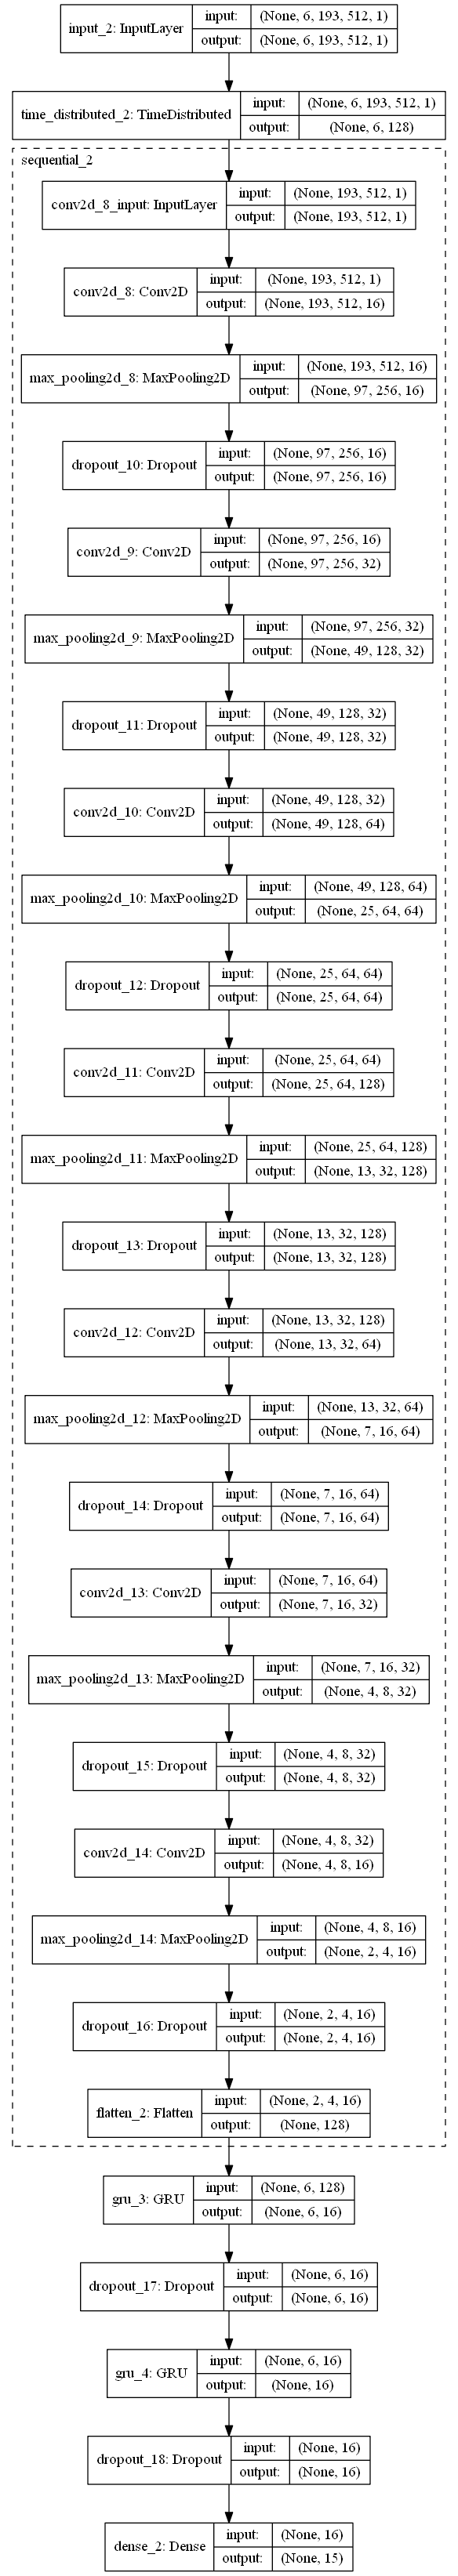 input_2: InputLayer
input: (None, 6, 193, 512, 1)
output: (None, 6, 193, 512, 1)
time_distributed_2: TimeDistributed
input: (None, 6, 193, 512, 1)
output: (None, 6, 128)
sequential_2
conv2d_8_input: InputLayer
input: (None, 193, 512, 1)
output: (None, 193, 512, 1)
conv2d_8: Conv2D
input: (None, 193, 512, 1)
output: (None, 193, 512, 16)
max_pooling2d_8: MaxPooling2D
input: (None, 193, 512, 16)
output: (None, 97, 256, 16)
dropout_10: Dropout
input: (None, 97, 256, 16)
output: (None, 97, 256, 16)
conv2d_9: Conv2D
input: (None, 97, 256, 16)
output: (None, 97, 256, 32)
max_pooling2d_9: MaxPooling2D
input: (None, 97, 256, 32)
output: (None, 49, 128, 32)
dropout_11: Dropout
input: (None, 49, 128, 32)
output: (None, 49, 128, 32)
conv2d_10: Conv2D
input: (None, 49, 128, 32)
output: (None, 49, 128, 64)
max_pooling2d_10: MaxPooling2D
input: (None, 49, 128, 64)
output: (None, 25, 64, 64)
dropout_12: Dropout
input: (None, 25, 64, 64)
output: (None, 25, 64, 64)
conv2d_11: Conv2D
input: (None, 25, 64, 64)
output: (None, 25, 64, 128)
max_pooling2d_11: MaxPooling2D
input: (None, 25, 64, 128)
output: (None, 13, 32, 128)
dropout_13: Dropout
input: (None, 13, 32, 128)
output: (None, 13, 32, 128)
conv2d_12: Conv2D
input: (None, 13, 32, 128)
output: (None, 13, 32, 64)
max_pooling2d_12: MaxPooling2D
input: (None, 13, 32, 64)
output: (None, 7, 16, 64)
dropout_14: Dropout
input: (None, 7, 16, 64)
output: (None, 7, 16, 64)
conv2d_13: Conv2D
input: (None, 7, 16, 64)
output: (None, 7, 16, 32)
max_pooling2d_13: MaxPooling2D
input: (None, 7, 16, 32)
output: (None, 4, 8, 32)
dropout_15: Dropout
input: (None, 4, 8, 32)
output: (None, 4, 8, 32)
conv2d_14: Conv2D
input: (None, 4, 8, 32)
output: (None, 4, 8, 16)
max_pooling2d_14: MaxPooling2D
input: (None, 4, 8, 16)
output: (None, 2, 4, 16)
dropout_16: Dropout
input: (None, 2, 4, 16)
output: (None, 2, 4, 16)
flatten_2: Flatten
input: (None, 2, 4, 16)
output: (None, 128)
gru_3: GRU
input: (None, 6, 128)
output: (None, 6, 16)
dropout_17: Dropout
input: (None, 6, 16)
output: (None, 6, 16)
gru_4: GRU
input: (None, 6, 16)
output: (None, 16)
dropout_18: Dropout
input: (None, 16)
output: (None, 16)
dense_2: Dense
input: (None, 16)
output: (None, 15)